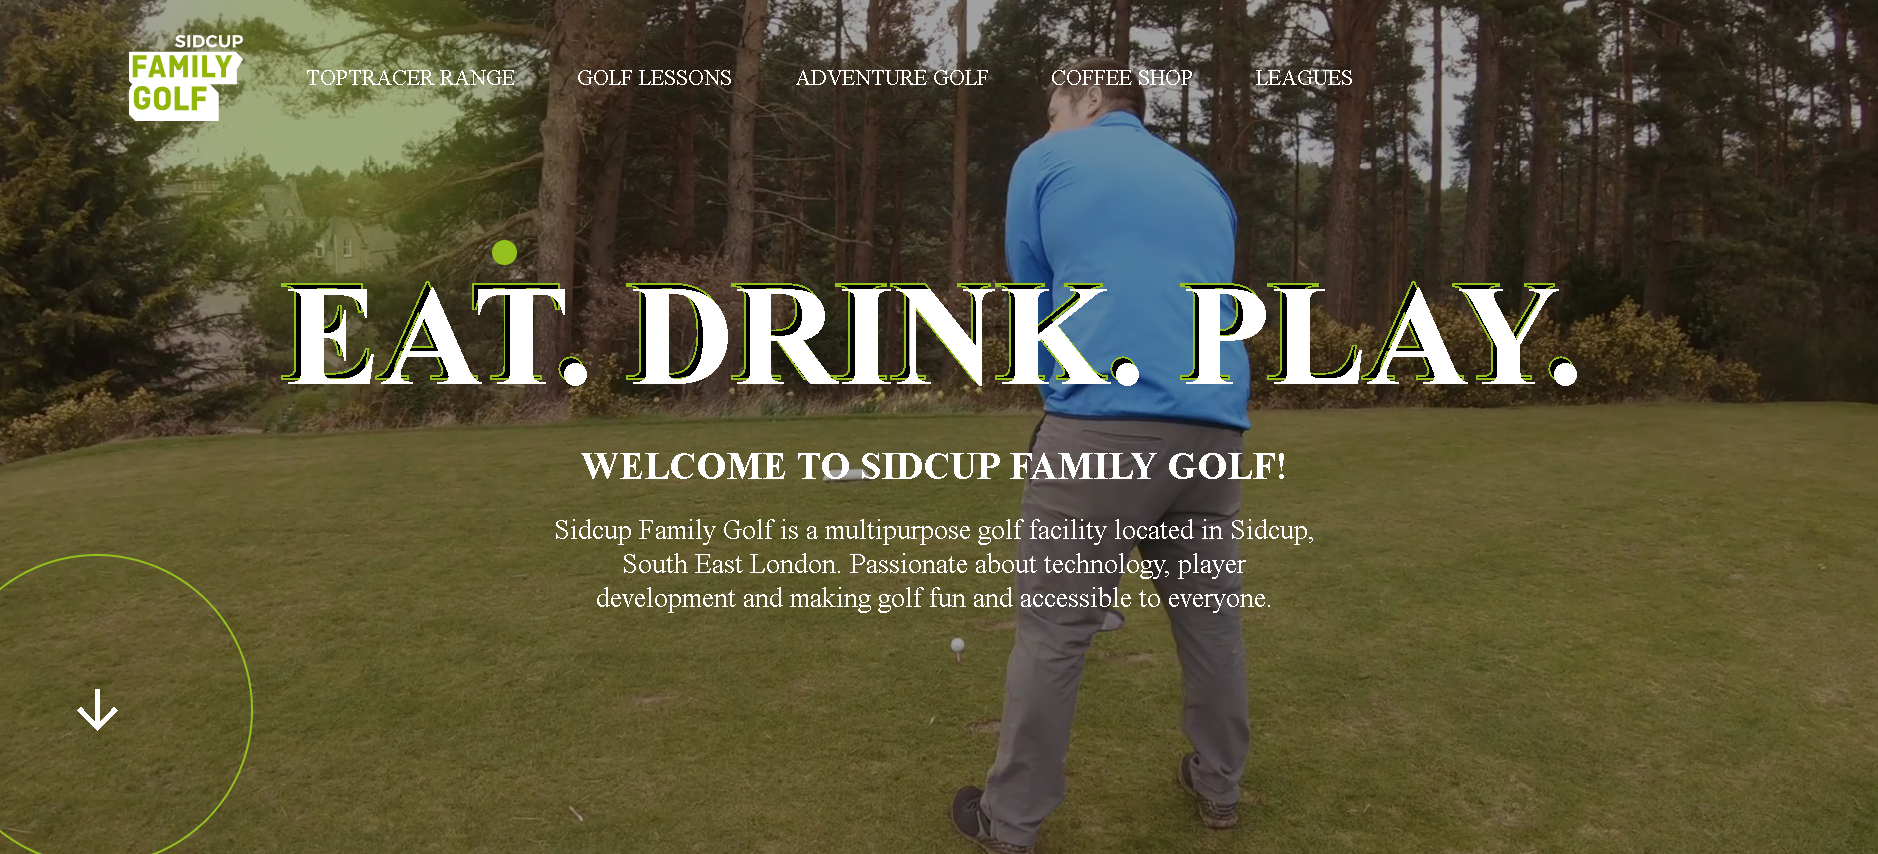 SIDCUP
FAMILY
GOLF
TOPTRACER RANGE
GOLF LESSONS
ADVENTURE GOLF
COFFEE SHOP
LEAGUES
EAT. DRINK. PLAY.
WELCOME TO SIDCUP FAMILY GOLF!
Sidcup Family Golf is a multipurpose golf facility located in Sidcup,
South East London. Passionate about technology, player
development and making golf fun and accessible to everyone.